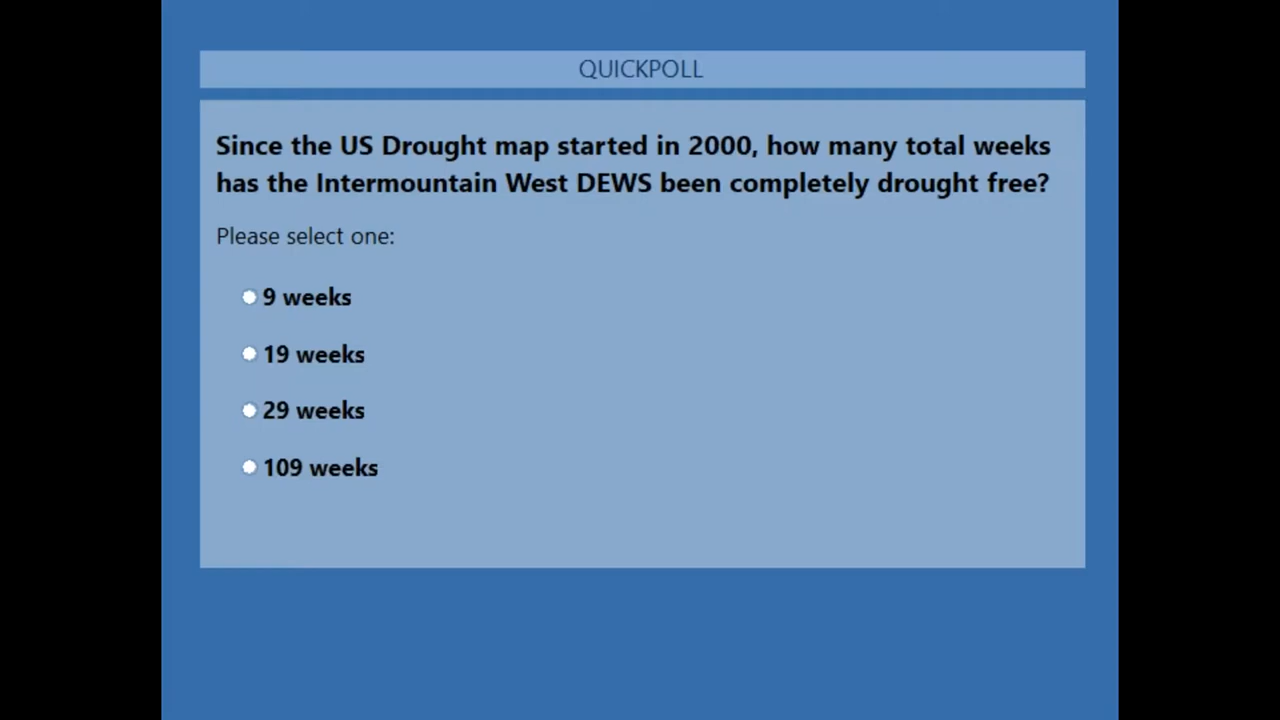 QUICKPOLL
Since the US Drought map started in 2000, how many total weeks
has the Intermountain West DEWS been completely drought free?
Please select one:
9 weeks
19 weeks
29 weeks
109 weeks